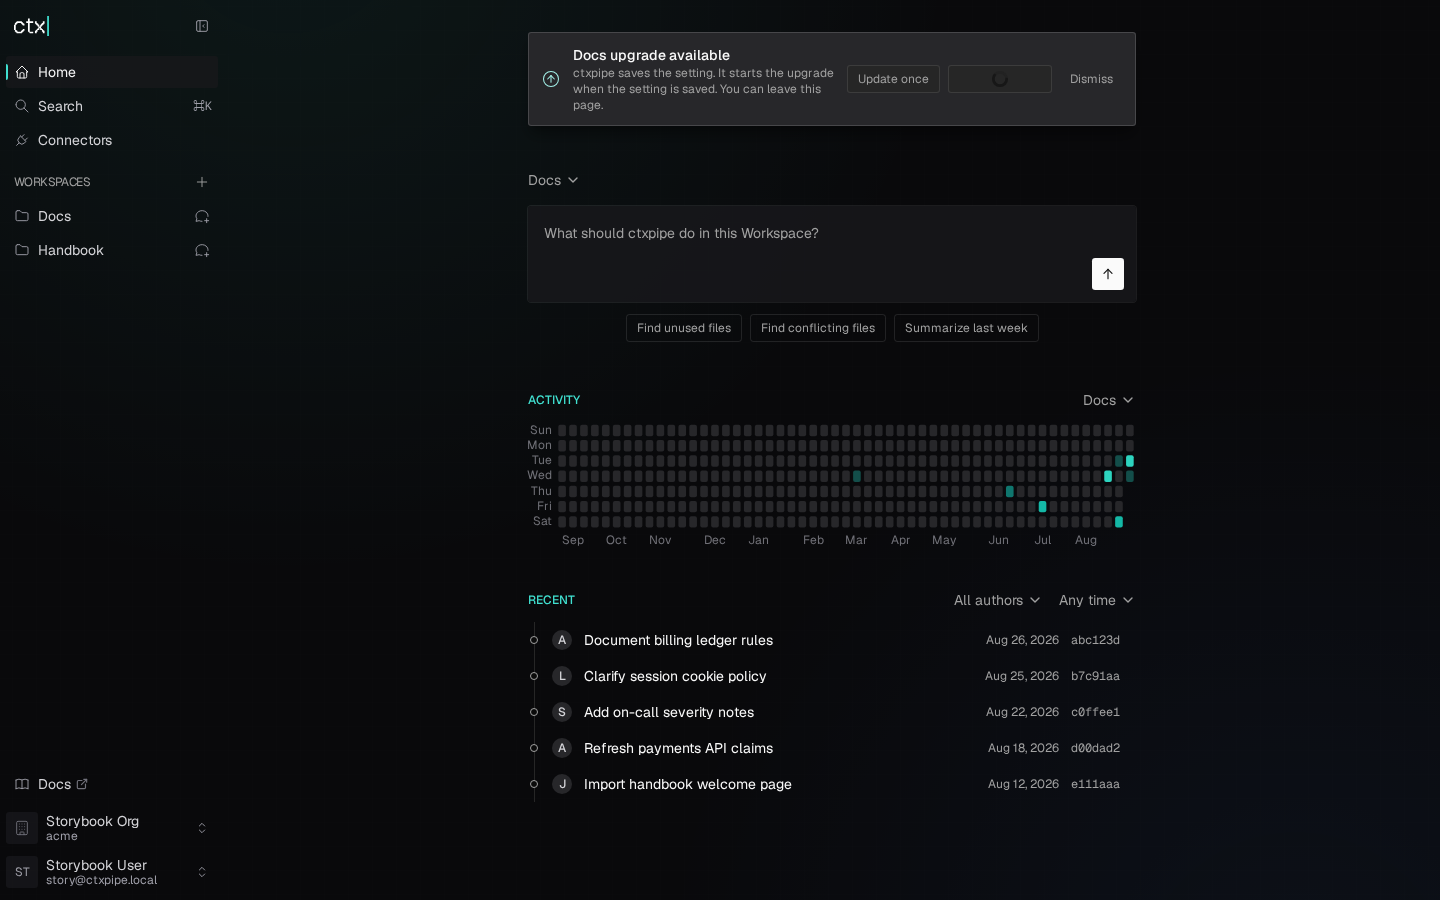 ctx
Home
Search ⌘K
Connectors
WORKSPACES
Docs
Handbook
Docs
Storybook Org
acme
ST
Storybook User
story@ctxpipe.local
Docs upgrade available
ctxpipe saves the setting. It starts the upgrade
when the setting is saved. You can leave this
page.
Update once
Dismiss
Docs
What should ctxpipe do in this Workspace?
Find unused files
Find conflicting files
Summarize last week
ACTIVITY
Docs
Sun
Mon
Tue
Wed
Thu
Fri
Sat
Sep Oct Nov Dec Jan Feb Mar Apr May Jun Jul Aug
RECENT
All authors
Any time
A Document billing ledger rules Aug 26, 2026 abc123d
L Clarify session cookie policy Aug 25, 2026 b7c91aa
S Add on-call severity notes Aug 22, 2026 c0ffee1
A Refresh payments API claims Aug 18, 2026 d00dad2
J Import handbook welcome page Aug 12, 2026 e111aaa